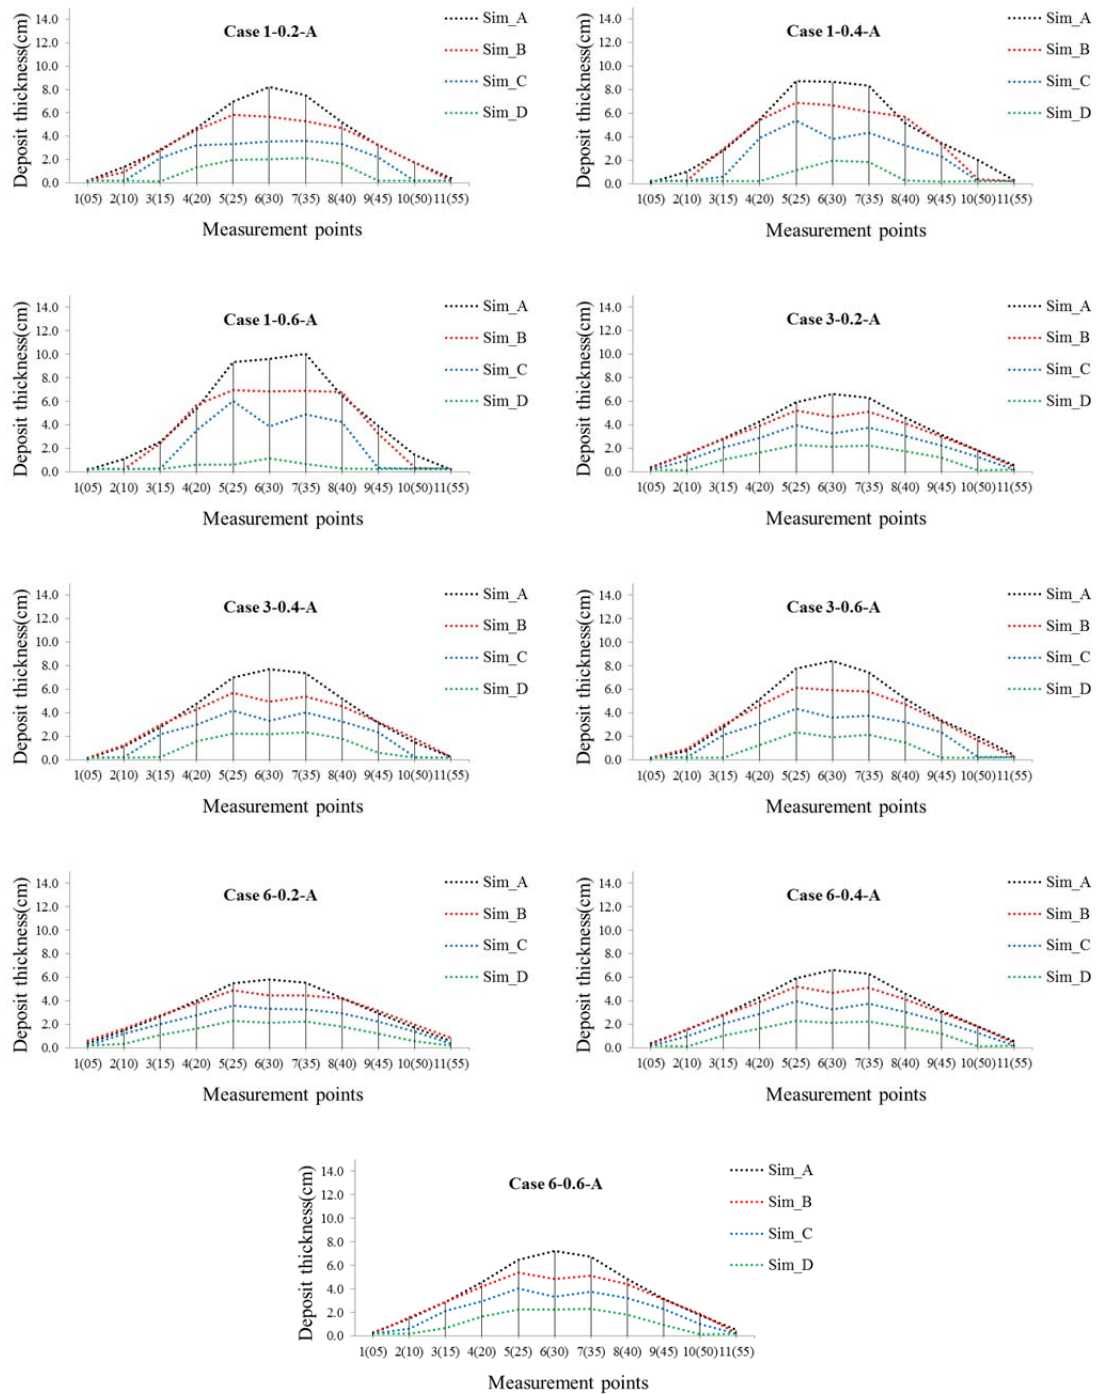 Case 1-0.2-A
Deposit thickness(cm)
14.0
12.0
10.0
8.0
6.0
4.0
2.0
0.0
1(05) 2(10) 3(15) 4(20) 5(25) 6(30) 7(35) 8(40) 9(45) 10(50) 11(55)
Measurement points
Sim_A
Sim_B
Sim_C
Sim_D
Case 1-0.4-A
Deposit thickness(cm)
14.0
12.0
10.0
8.0
6.0
4.0
2.0
0.0
1(05) 2(10) 3(15) 4(20) 5(25) 6(30) 7(35) 8(40) 9(45) 10(50) 11(55)
Measurement points
Sim_A
Sim_B
Sim_C
Sim_D
Case 1-0.6-A
Deposit thickness(cm)
14.0
12.0
10.0
8.0
6.0
4.0
2.0
0.0
1(05) 2(10) 3(15) 4(20) 5(25) 6(30) 7(35) 8(40) 9(45) 10(50) 11(55)
Measurement points
Sim_A
Sim_B
Sim_C
Sim_D
Case 3-0.2-A
Deposit thickness(cm)
14.0
12.0
10.0
8.0
6.0
4.0
2.0
0.0
1(05) 2(10) 3(15) 4(20) 5(25) 6(30) 7(35) 8(40) 9(45) 10(50) 11(55)
Measurement points
Sim_A
Sim_B
Sim_C
Sim_D
Case 3-0.4-A
Deposit thickness(cm)
14.0
12.0
10.0
8.0
6.0
4.0
2.0
0.0
1(05) 2(10) 3(15) 4(20) 5(25) 6(30) 7(35) 8(40) 9(45) 10(50) 11(55)
Measurement points
Sim_A
Sim_B
Sim_C
Sim_D
Case 3-0.6-A
Deposit thickness(cm)
14.0
12.0
10.0
8.0
6.0
4.0
2.0
0.0
1(05) 2(10) 3(15) 4(20) 5(25) 6(30) 7(35) 8(40) 9(45) 10(50) 11(55)
Measurement points
Sim_A
Sim_B
Sim_C
Sim_D
Case 6-0.2-A
Deposit thickness(cm)
14.0
12.0
10.0
8.0
6.0
4.0
2.0
0.0
1(05) 2(10) 3(15) 4(20) 5(25) 6(30) 7(35) 8(40) 9(45) 10(50) 11(55)
Measurement points
Sim_A
Sim_B
Sim_C
Sim_D
Case 6-0.4-A
Deposit thickness(cm)
14.0
12.0
10.0
8.0
6.0
4.0
2.0
0.0
1(05) 2(10) 3(15) 4(20) 5(25) 6(30) 7(35) 8(40) 9(45) 10(50) 11(55)
Measurement points
Sim_A
Sim_B
Sim_C
Sim_D
Case 6-0.6-A
Deposit thickness(cm)
14.0
12.0
10.0
8.0
6.0
4.0
2.0
0.0
1(05) 2(10) 3(15) 4(20) 5(25) 6(30) 7(35) 8(40) 9(45) 10(50) 11(55)
Measurement points
Sim_A
Sim_B
Sim_C
Sim_D